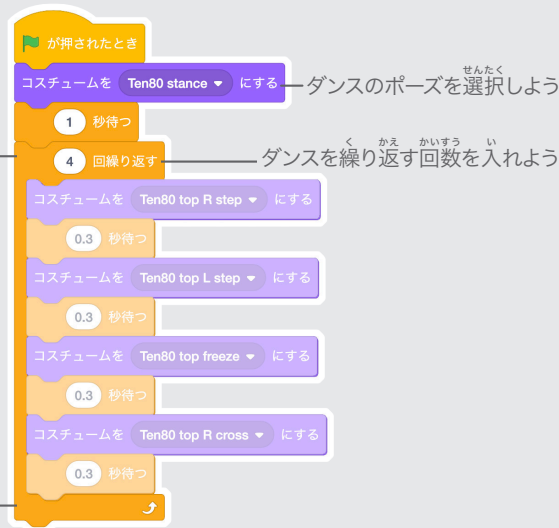 が押されたとき
コスチュームを Ten80 stance にする
ダンスのポーズを選択しよう
せんたく
1 秒待つ
4 回繰り返す
ダンスを繰り返す回数を入れよう
く かえ かいすう い
コスチュームを Ten80 top R step にする
0.3 秒待つ
コスチュームを Ten80 top L step にする
0.3 秒待つ
コスチュームを Ten80 top freeze にする
0.3 秒待つ
コスチュームを Ten80 top R cross にする
0.3 秒待つ